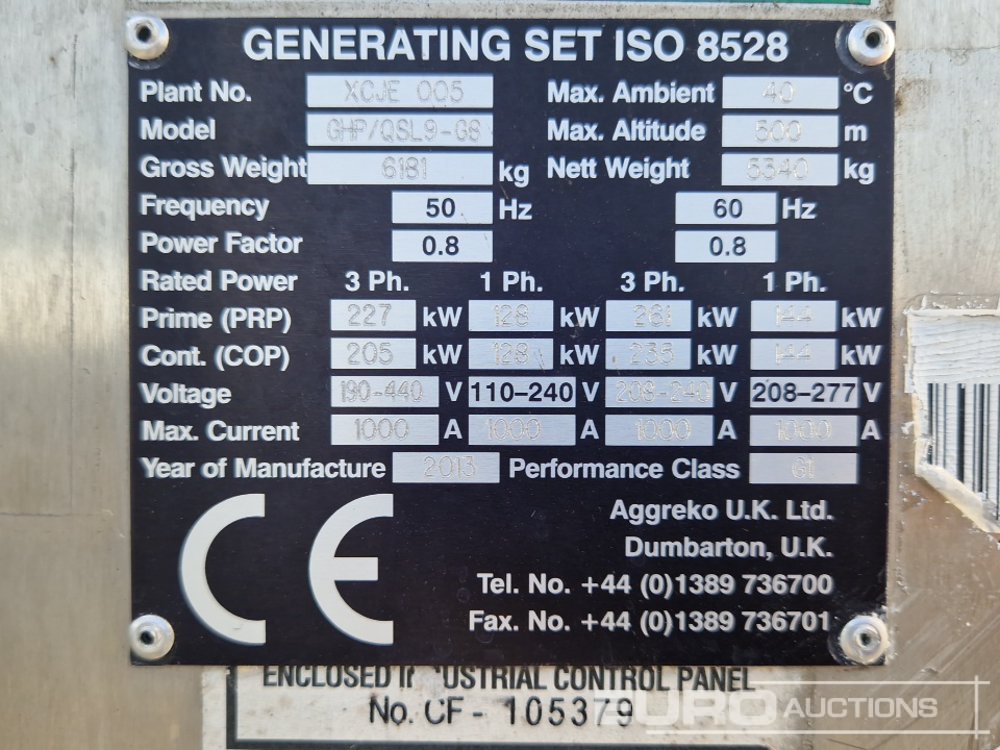 GENERATING SET ISO 8528
Plant No. XCJE 005 Max. Ambient 40 °C
Model GHP/QSL9-G8 Max. Altitude 500 m
Gross Weight 6181 kg Nett Weight 5340 kg
Frequency 50 Hz 60 Hz
Power Factor 0.8 0.8
Rated Power 3 Ph. 1 Ph. 3 Ph. 1 Ph.
Prime (PRP) 227 kW 128 kW 261 kW 144 kW
Cont. (COP) 205 kW 128 kW 235 kW 144 kW
Voltage 190-440 V 110–240 V 208-240 V 208–277 V
Max. Current 1000 A 1000 A 1000 A 1000 A
Year of Manufacture 2013 Performance Class G1
CE
Aggreko U.K. Ltd.
Dumbarton, U.K.
Tel. No. +44 (0)1389 736700
Fax. No. +44 (0)1389 736701
ENCLOSED INDUSTRIAL CONTROL PANEL
No. CF - 105379
EURO AUCTIONS